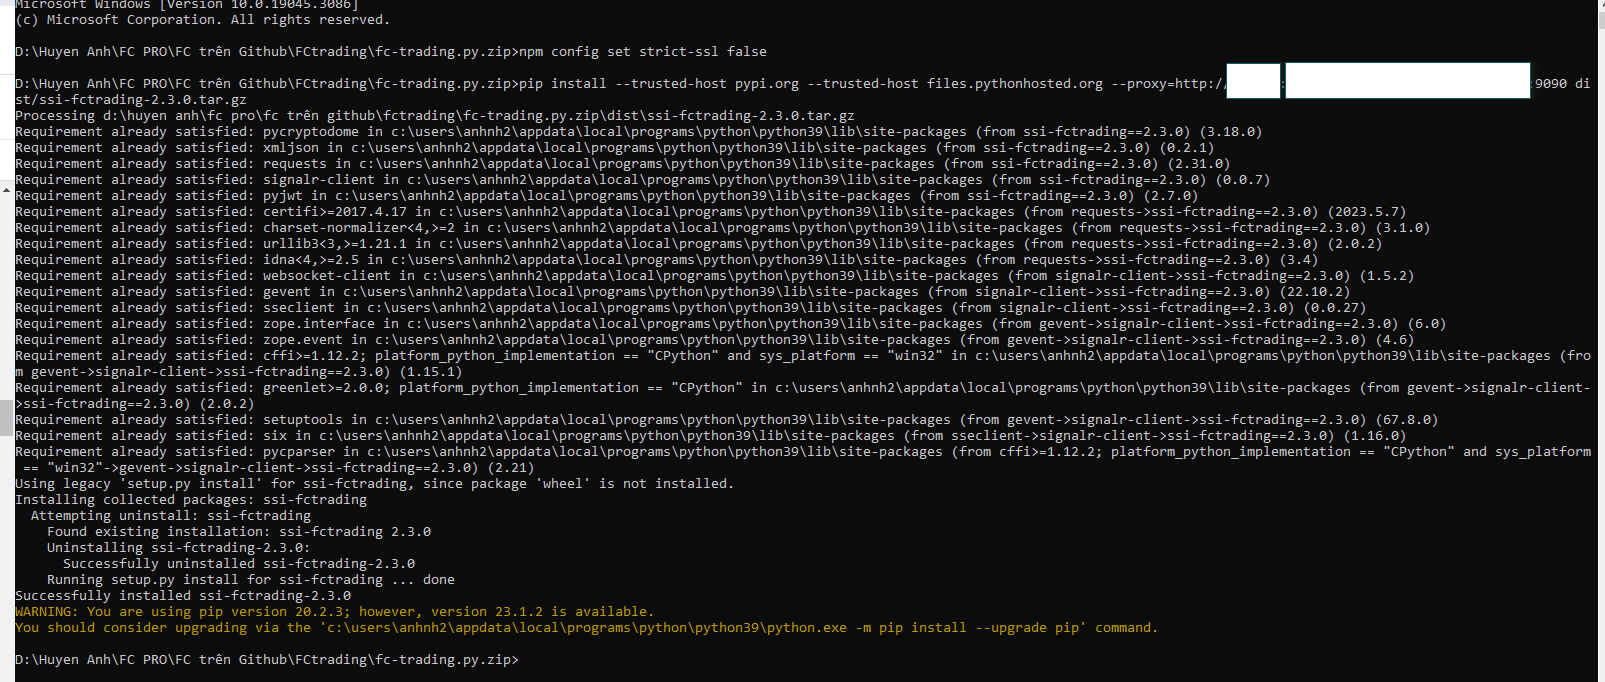 Microsoft Windows [Version 10.0.19045.3086]
(c) Microsoft Corporation. All rights reserved.
D:\Huyen Anh\FC PRO\FC trên Github\FCtrading\fc-trading.py.zip>npm config set strict-ssl false
D:\Huyen Anh\FC PRO\FC trên Github\FCtrading\fc-trading.py.zip>pip install --trusted-host pypi.org --trusted-host files.pythonhosted.org --proxy=http:/ : :9090 di
st/ssi-fctrading-2.3.0.tar.gz
Processing d:\huyen anh\fc pro\fc trên github\fctrading\fc-trading.py.zip\dist\ssi-fctrading-2.3.0.tar.gz
Requirement already satisfied: pycryptodome in c:\users\anhnh2\appdata\local\programs\python\python39\lib\site-packages (from ssi-fctrading==2.3.0) (3.18.0)
Requirement already satisfied: xmljson in c:\users\anhnh2\appdata\local\programs\python\python39\lib\site-packages (from ssi-fctrading==2.3.0) (0.2.1)
Requirement already satisfied: requests in c:\users\anhnh2\appdata\local\programs\python\python39\lib\site-packages (from ssi-fctrading==2.3.0) (2.31.0)
Requirement already satisfied: signalr-client in c:\users\anhnh2\appdata\local\programs\python\python39\lib\site-packages (from ssi-fctrading==2.3.0) (0.0.7)
Requirement already satisfied: pyjwt in c:\users\anhnh2\appdata\local\programs\python\python39\lib\site-packages (from ssi-fctrading==2.3.0) (2.7.0)
Requirement already satisfied: certifi>=2017.4.17 in c:\users\anhnh2\appdata\local\programs\python\python39\lib\site-packages (from requests->ssi-fctrading==2.3.0) (2023.5.7)
Requirement already satisfied: charset-normalizer<4,>=2 in c:\users\anhnh2\appdata\local\programs\python\python39\lib\site-packages (from requests->ssi-fctrading==2.3.0) (3.1.0)
Requirement already satisfied: urllib3<3,>=1.21.1 in c:\users\anhnh2\appdata\local\programs\python\python39\lib\site-packages (from requests->ssi-fctrading==2.3.0) (2.0.2)
Requirement already satisfied: idna<4,>=2.5 in c:\users\anhnh2\appdata\local\programs\python\python39\lib\site-packages (from requests->ssi-fctrading==2.3.0) (3.4)
Requirement already satisfied: websocket-client in c:\users\anhnh2\appdata\local\programs\python\python39\lib\site-packages (from signalr-client->ssi-fctrading==2.3.0) (1.5.2)
Requirement already satisfied: gevent in c:\users\anhnh2\appdata\local\programs\python\python39\lib\site-packages (from signalr-client->ssi-fctrading==2.3.0) (22.10.2)
Requirement already satisfied: sseclient in c:\users\anhnh2\appdata\local\programs\python\python39\lib\site-packages (from signalr-client->ssi-fctrading==2.3.0) (0.0.27)
Requirement already satisfied: zope.interface in c:\users\anhnh2\appdata\local\programs\python\python39\lib\site-packages (from gevent->signalr-client->ssi-fctrading==2.3.0) (6.0)
Requirement already satisfied: zope.event in c:\users\anhnh2\appdata\local\programs\python\python39\lib\site-packages (from gevent->signalr-client->ssi-fctrading==2.3.0) (4.6)
Requirement already satisfied: cffi>=1.12.2; platform_python_implementation == "CPython" and sys_platform == "win32" in c:\users\anhnh2\appdata\local\programs\python\python39\lib\site-packages (fro
m gevent->signalr-client->ssi-fctrading==2.3.0) (1.15.1)
Requirement already satisfied: greenlet>=2.0.0; platform_python_implementation == "CPython" in c:\users\anhnh2\appdata\local\programs\python\python39\lib\site-packages (from gevent->signalr-client-
>ssi-fctrading==2.3.0) (2.0.2)
Requirement already satisfied: setuptools in c:\users\anhnh2\appdata\local\programs\python\python39\lib\site-packages (from gevent->signalr-client->ssi-fctrading==2.3.0) (67.8.0)
Requirement already satisfied: six in c:\users\anhnh2\appdata\local\programs\python\python39\lib\site-packages (from sseclient->signalr-client->ssi-fctrading==2.3.0) (1.16.0)
Requirement already satisfied: pycparser in c:\users\anhnh2\appdata\local\programs\python\python39\lib\site-packages (from cffi>=1.12.2; platform_python_implementation == "CPython" and sys_platform
 == "win32"->gevent->signalr-client->ssi-fctrading==2.3.0) (2.21)
Using legacy 'setup.py install' for ssi-fctrading, since package 'wheel' is not installed.
Installing collected packages: ssi-fctrading
  Attempting uninstall: ssi-fctrading
    Found existing installation: ssi-fctrading 2.3.0
    Uninstalling ssi-fctrading-2.3.0:
      Successfully uninstalled ssi-fctrading-2.3.0
    Running setup.py install for ssi-fctrading ... done
Successfully installed ssi-fctrading-2.3.0
WARNING: You are using pip version 20.2.3; however, version 23.1.2 is available.
You should consider upgrading via the 'c:\users\anhnh2\appdata\local\programs\python\python39\python.exe -m pip install --upgrade pip' command.
D:\Huyen Anh\FC PRO\FC trên Github\FCtrading\fc-trading.py.zip>